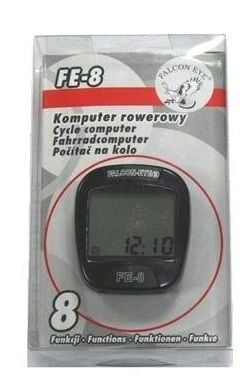 FALCON EYE®
FE-8
Komputer rowerowy
Cycle computer
Fahrradcomputer
Počítač na kolo
FALCON-EYE
12:10
FE-8
8
Funkcji - Functions - Funktionen - Funkce